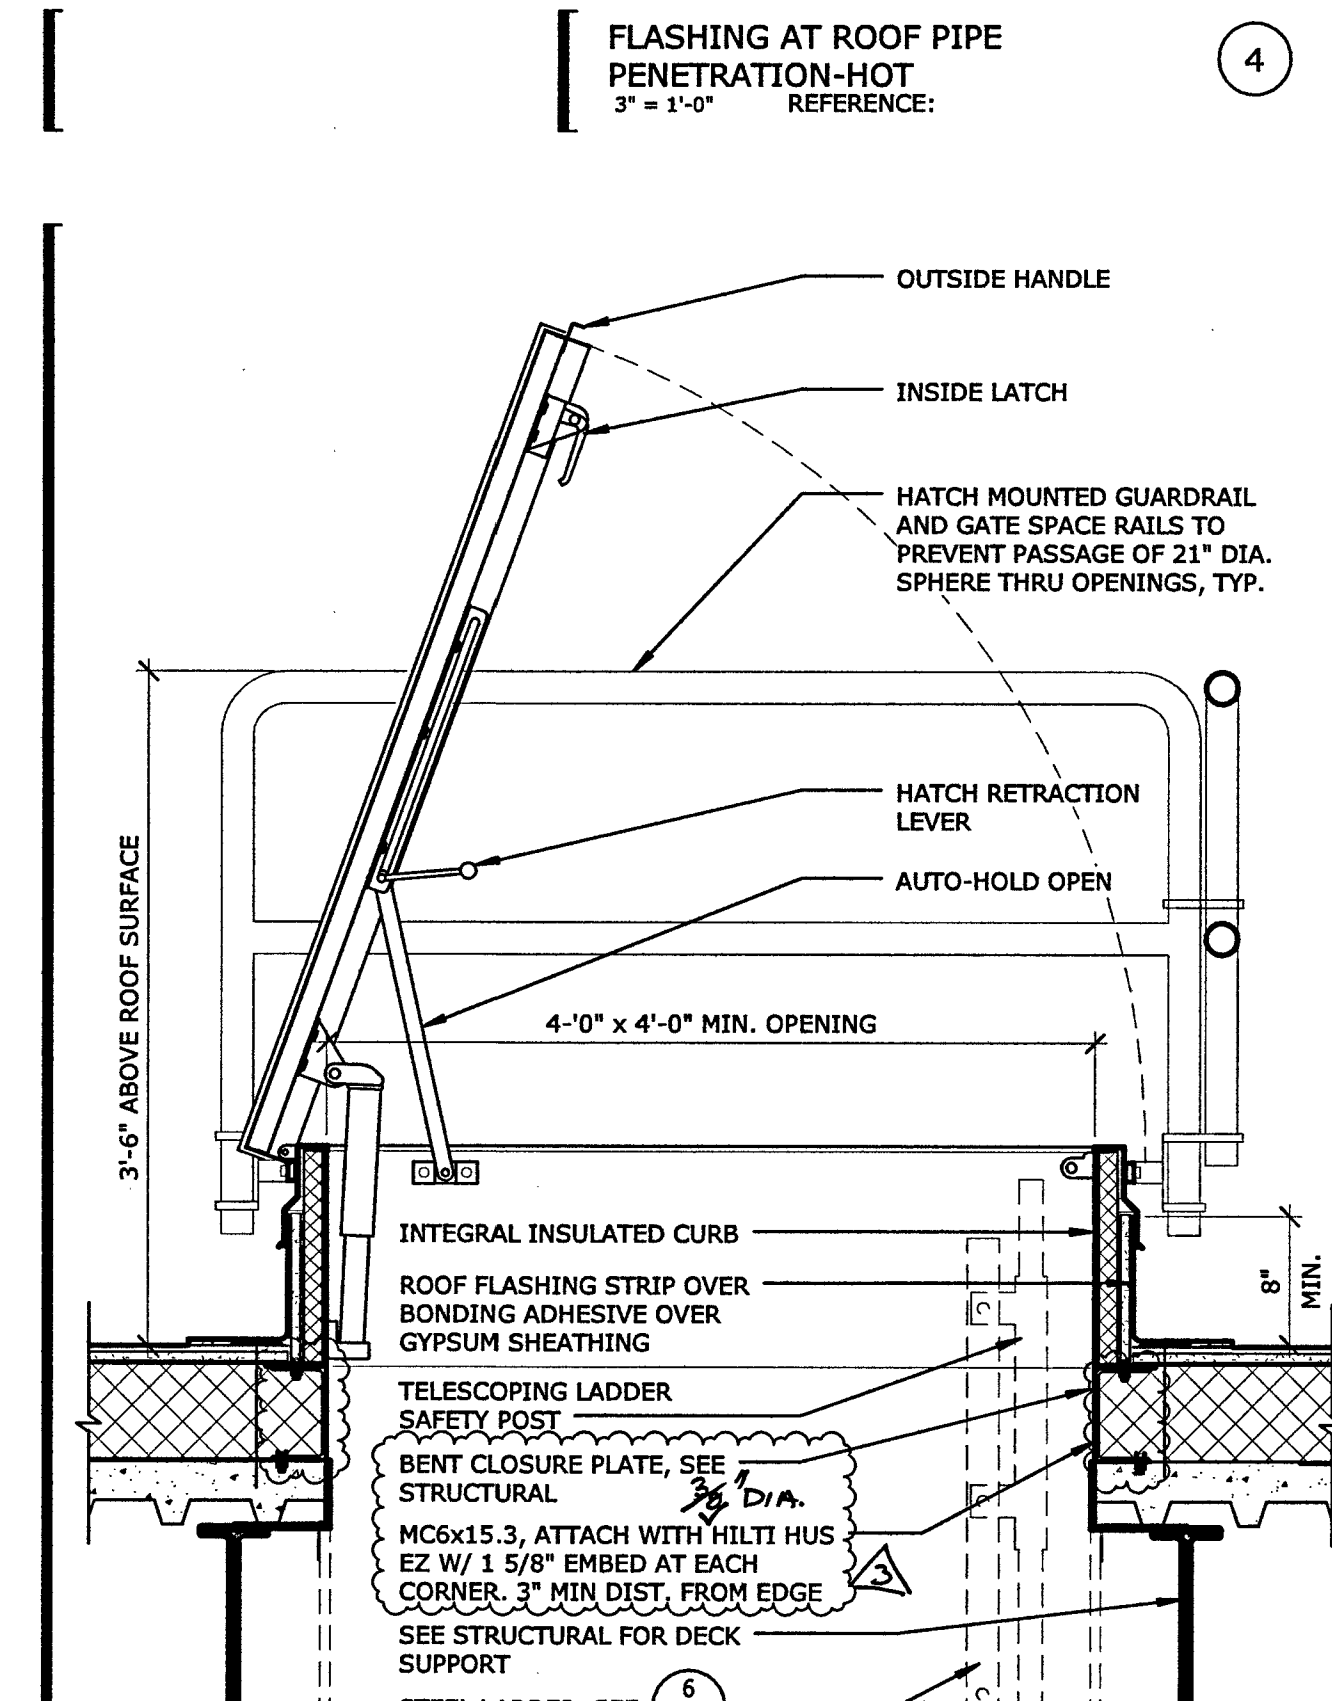 FLASHING AT ROOF PIPE
PENETRATION-HOT
3" = 1'-0" REFERENCE:
4
OUTSIDE HANDLE
INSIDE LATCH
HATCH MOUNTED GUARDRAIL
AND GATE SPACE RAILS TO
PREVENT PASSAGE OF 21" DIA.
SPHERE THRU OPENINGS, TYP.
HATCH RETRACTION
LEVER
AUTO-HOLD OPEN
3'-6" ABOVE ROOF SURFACE
4-'0" x 4'-0" MIN. OPENING
INTEGRAL INSULATED CURB
8"
MIN.
ROOF FLASHING STRIP OVER
BONDING ADHESIVE OVER
GYPSUM SHEATHING
TELESCOPING LADDER
SAFETY POST
BENT CLOSURE PLATE, SEE
STRUCTURAL
3/8" DIA.
MC6x15.3, ATTACH WITH HILTI HUS
EZ W/ 1 5/8" EMBED AT EACH
CORNER. 3" MIN DIST. FROM EDGE
3
SEE STRUCTURAL FOR DECK
SUPPORT
6